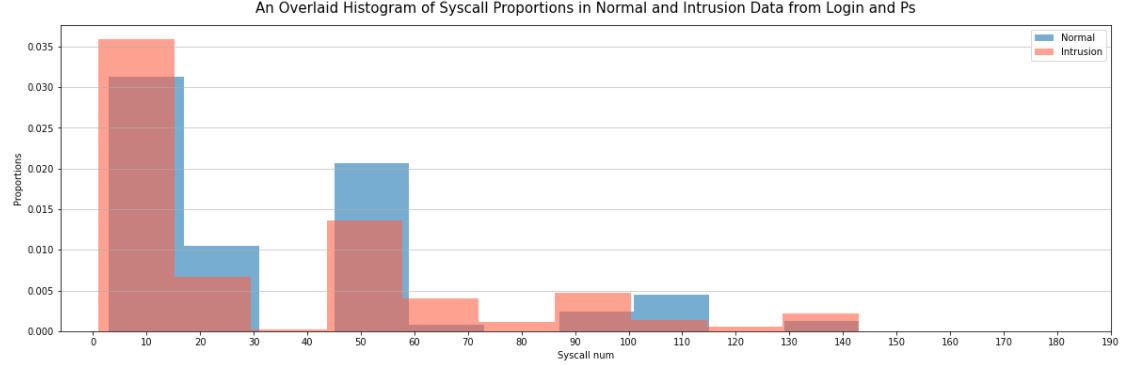 An Overlaid Histogram of Syscall Proportions in Normal and Intrusion Data from Login and Ps
Normal
Intrusion
Proportions
0.035
0.030
0.025
0.020
0.015
0.010
0.005
0.000
0 10 20 30 40 50 60 70 80 90 100 110 120 130 140 150 160 170 180 190
Syscall num